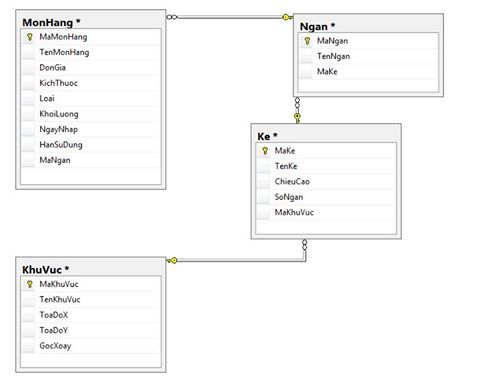 MonHang *
MaMonHang
TenMonHang
DonGia
KichThuoc
Loai
KhoiLuong
NgayNhap
HanSuDung
MaNgan
Ngan *
MaNgan
TenNgan
MaKe
Ke *
MaKe
TenKe
ChieuCao
SoNgan
MaKhuVuc
KhuVuc *
MaKhuVuc
TenKhuVuc
ToaDoX
ToaDoY
GocXoay